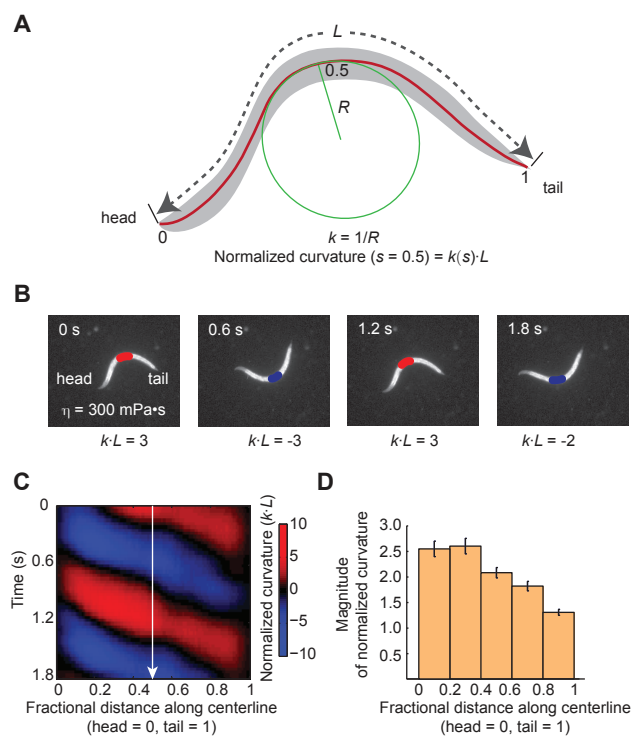 A
L
0.5
R
head
0
1
tail
k = 1/R
Normalized curvature (s = 0.5) = k(s)·L
B
0 s
head
tail
η = 300 mPa•s
0.6 s
1.2 s
1.8 s
k·L = 3
k·L = -3
k·L = 3
k·L = -2
C
0
0.6
1.2
1.8
Time (s)
0 0.2 0.4 0.6 0.8 1
Fractional distance along centerline
(head = 0, tail = 1)
10
5
0
−5
−10
Normalized curvature (k·L)
D
3.0
2.5
2.0
1.5
1.0
0.5
Magnitude
of normalized curvature
0 0.2 0.4 0.6 0.8 1
Fractional distance along centerline
(head = 0, tail = 1)